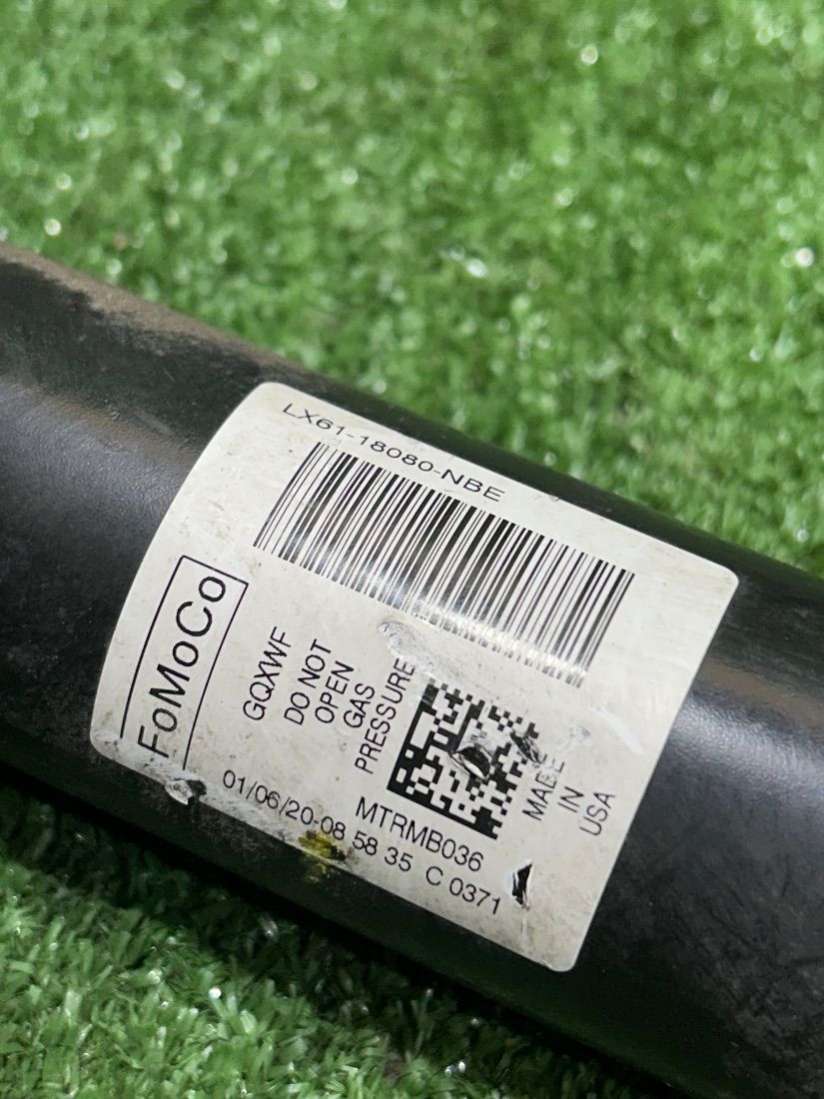 LX61-18080-NBE
FoMoCo
GQXWF
DO NOT
OPEN
GAS
PRESSURE
MADE
IN
USA
MTRMB036
01/06/20-08 58 35 C 0371